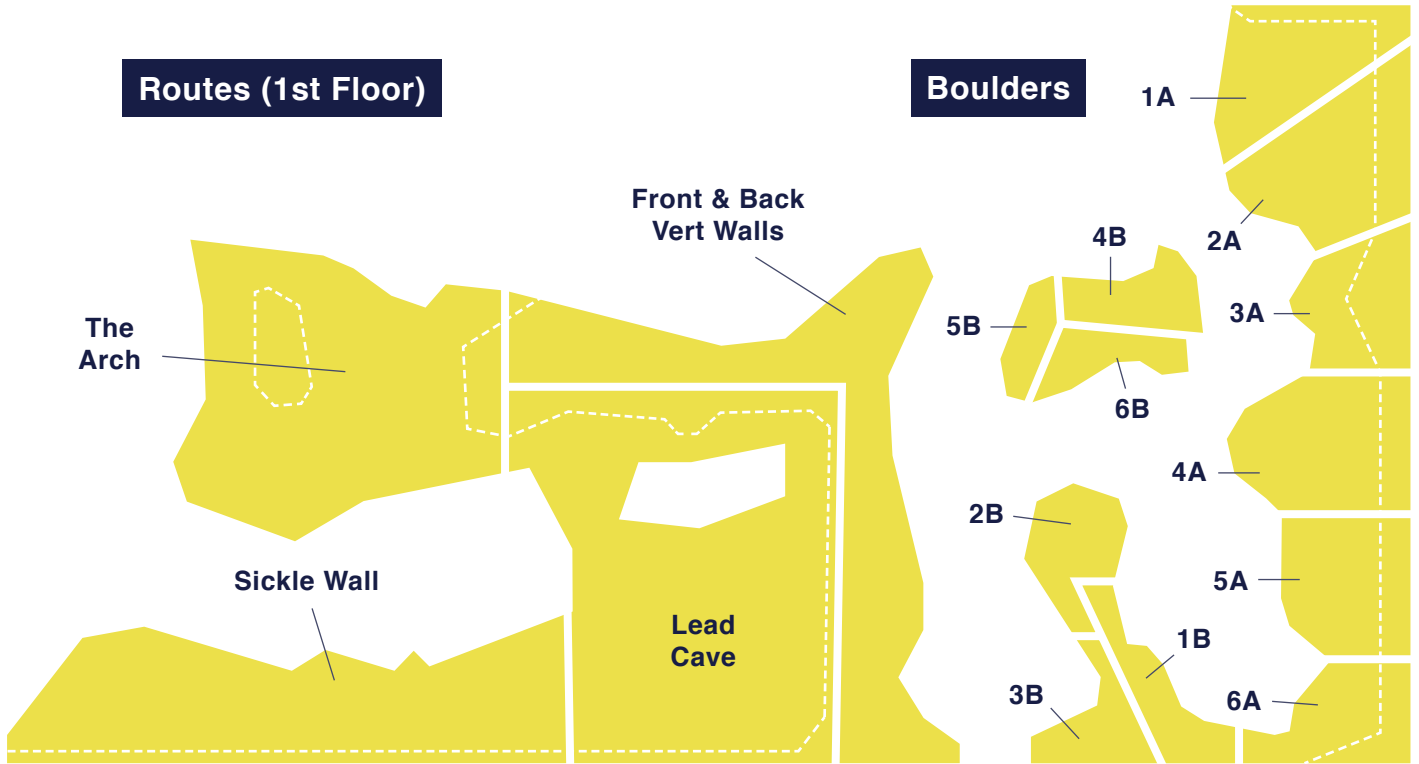 Routes (1st Floor)
Boulders
1A
Front & Back
Vert Walls
2A
4B
3A
5B
The
Arch
6B
4A
2B
Sickle Wall
5A
Lead
Cave
1B
3B
6A